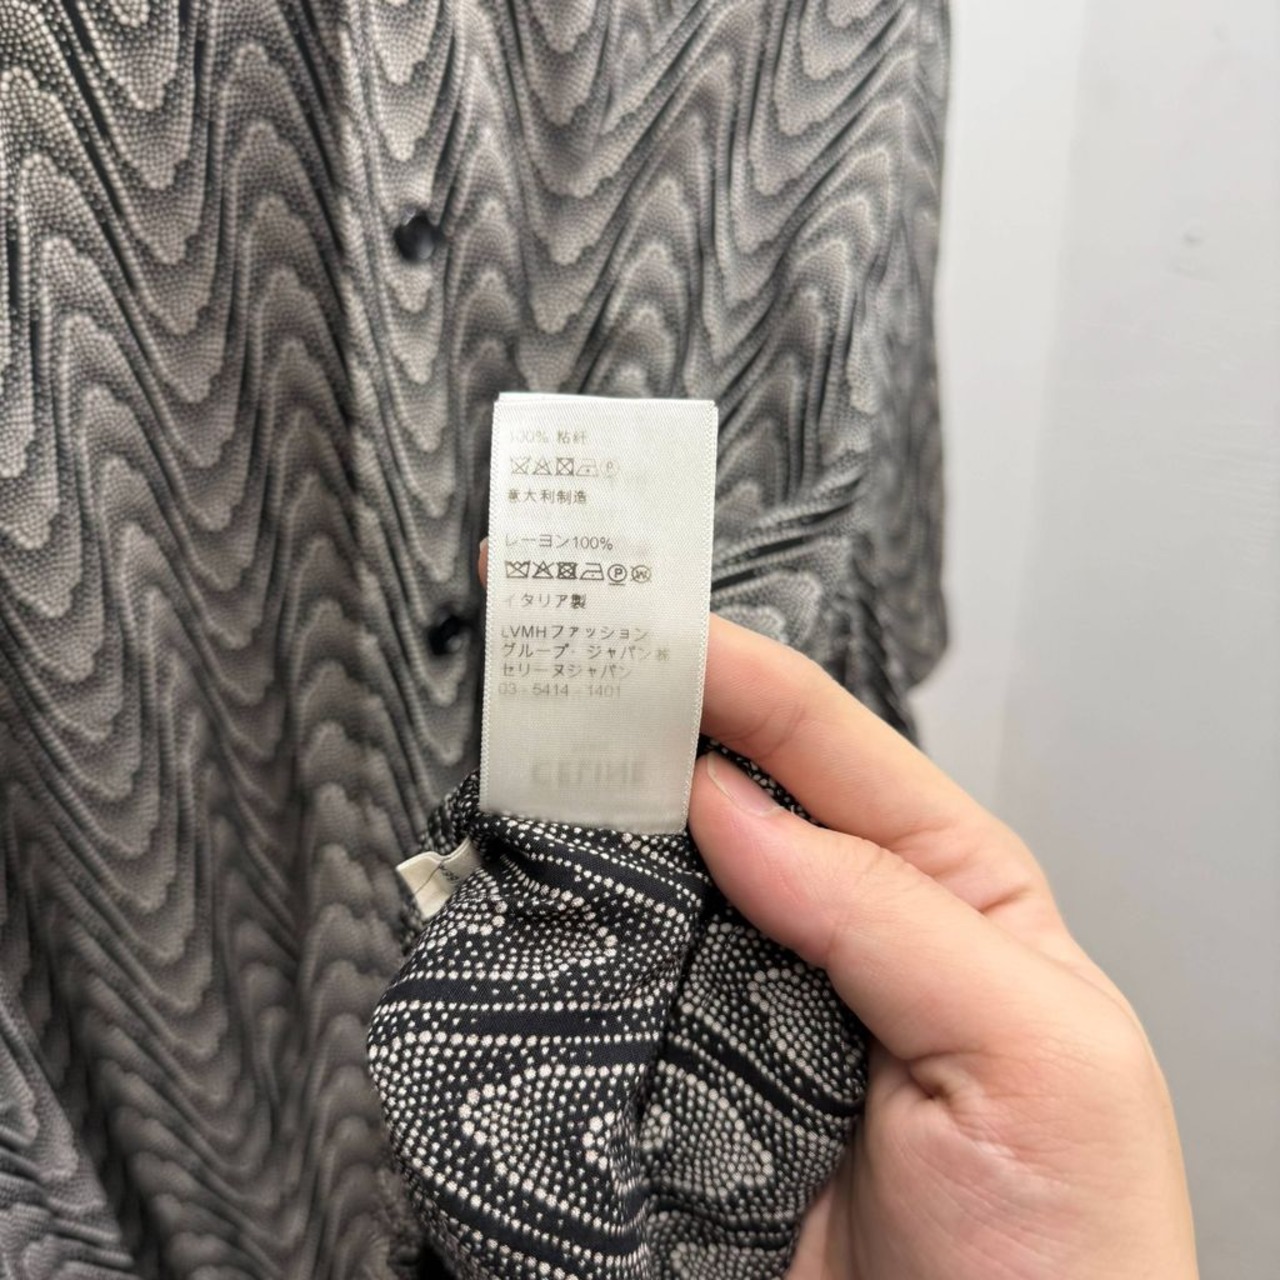 100% 粘纤
意大利制造
レーヨン100%
イタリア製
LVMHファッション
グループ・ジャパン㈱
セリーヌジャパン
03-5414-1401
CELINE